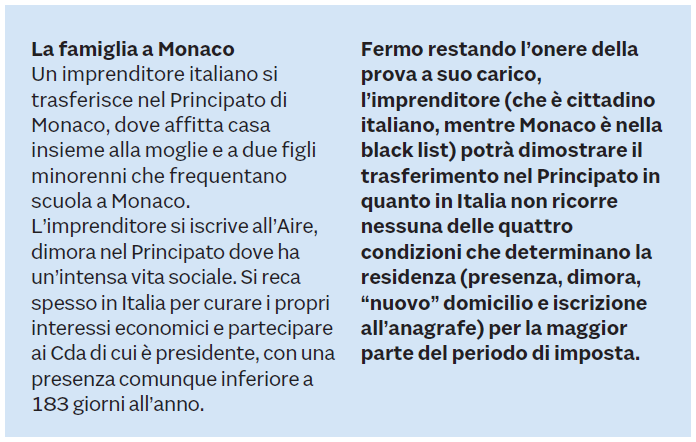 La famiglia a Monaco
Un imprenditore italiano si
trasferisce nel Principato di
Monaco, dove affitta casa
insieme alla moglie e a due figli
minorenni che frequentano
scuola a Monaco.
L’imprenditore si iscrive all’Aire,
dimora nel Principato dove ha
un’intensa vita sociale. Si reca
spesso in Italia per curare i propri
interessi economici e partecipare
ai Cda di cui è presidente, con una
presenza comunque inferiore a
183 giorni all’anno.
Fermo restando l’onere della
prova a suo carico,
l’imprenditore (che è cittadino
italiano, mentre Monaco è nella
black list) potrà dimostrare il
trasferimento nel Principato in
quanto in Italia non ricorre
nessuna delle quattro
condizioni che determinano la
residenza (presenza, dimora,
“nuovo” domicilio e iscrizione
all’anagrafe) per la maggior
parte del periodo di imposta.